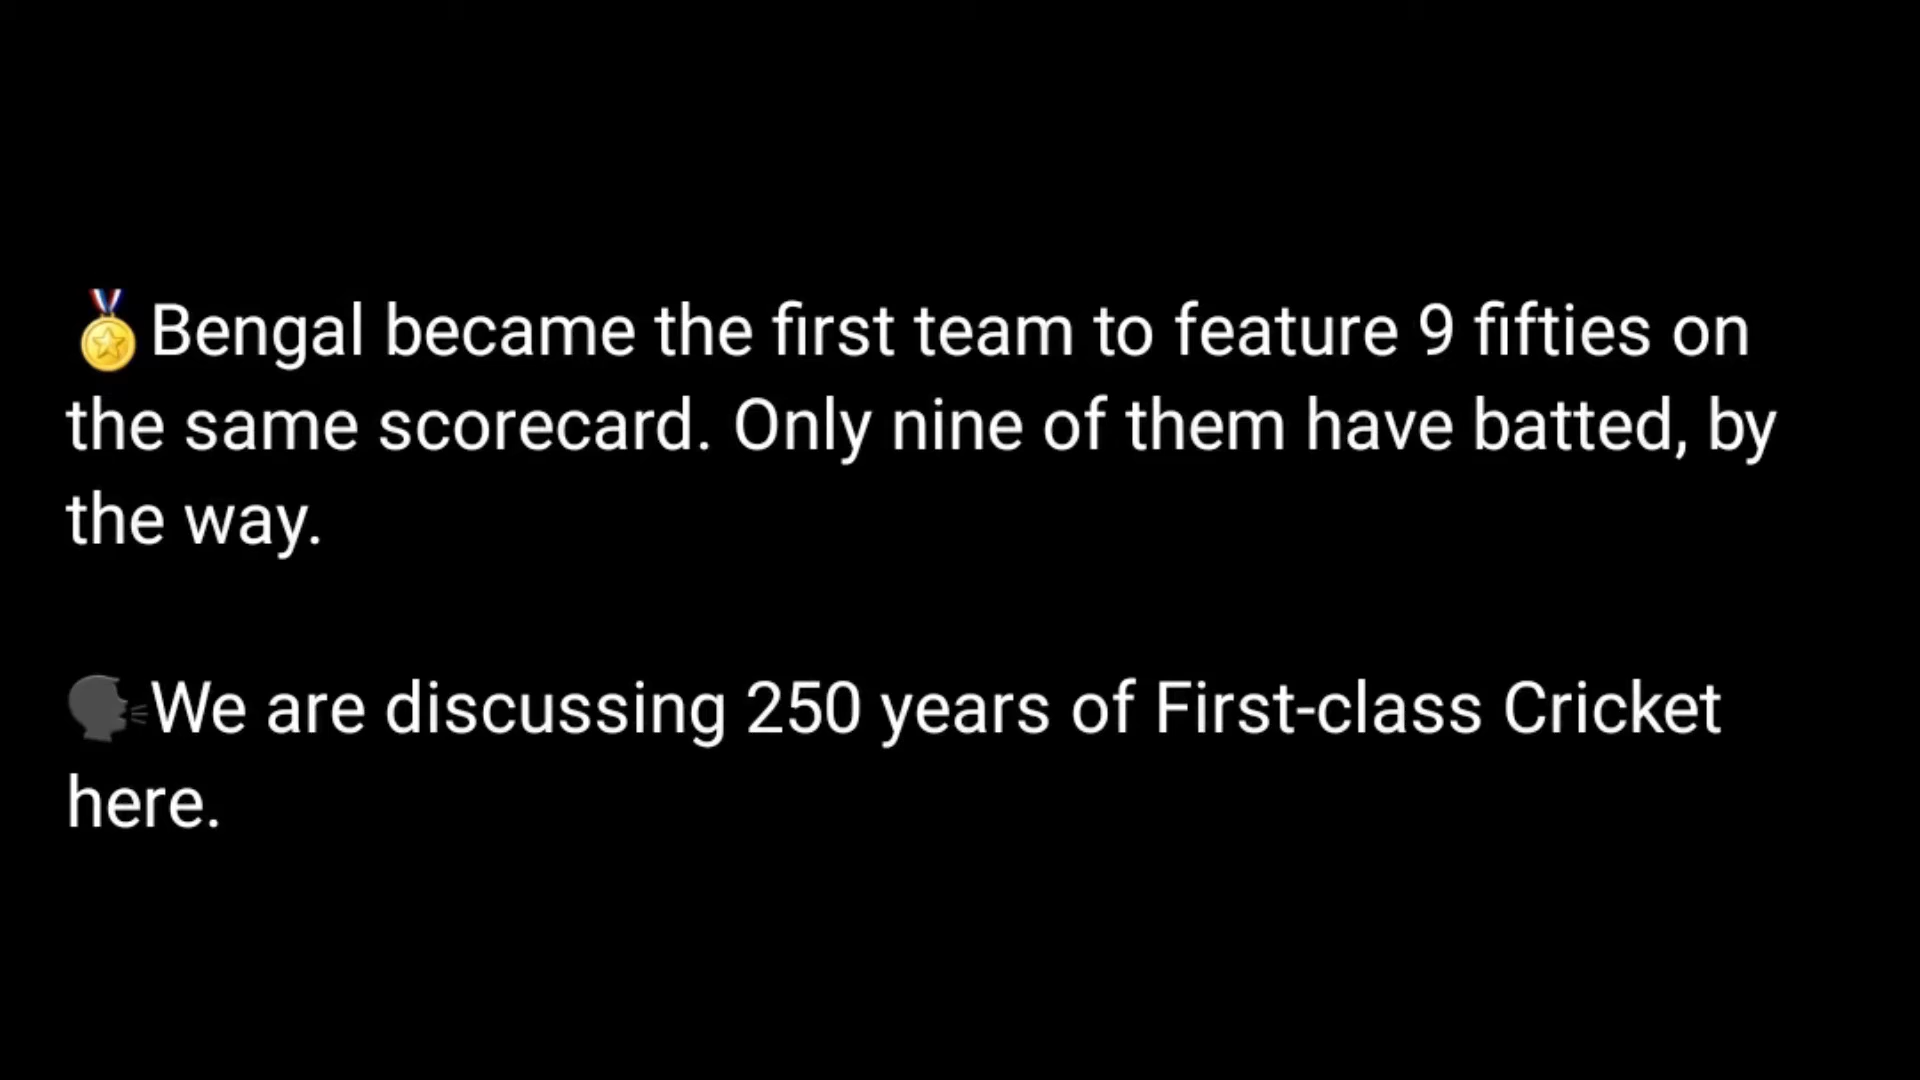 🏅Bengal became the first team to feature 9 fifties on
the same scorecard. Only nine of them have batted, by
the way.
🗣️We are discussing 250 years of First-class Cricket
here.